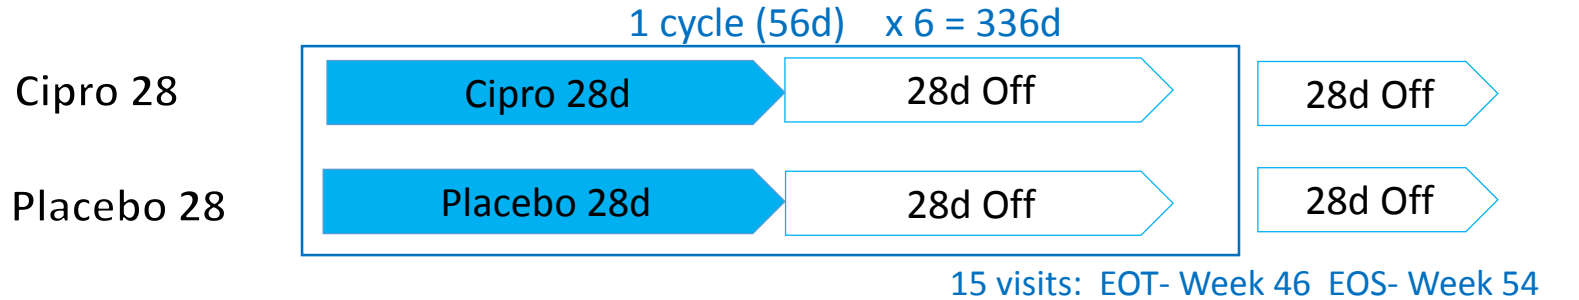 1 cycle (56d) x 6 = 336d
Cipro 28 Cipro 28d 28d Off 28d Off
Placebo 28 Placebo 28d 28d Off 28d Off
15 visits: EOT- Week 46 EOS- Week 54